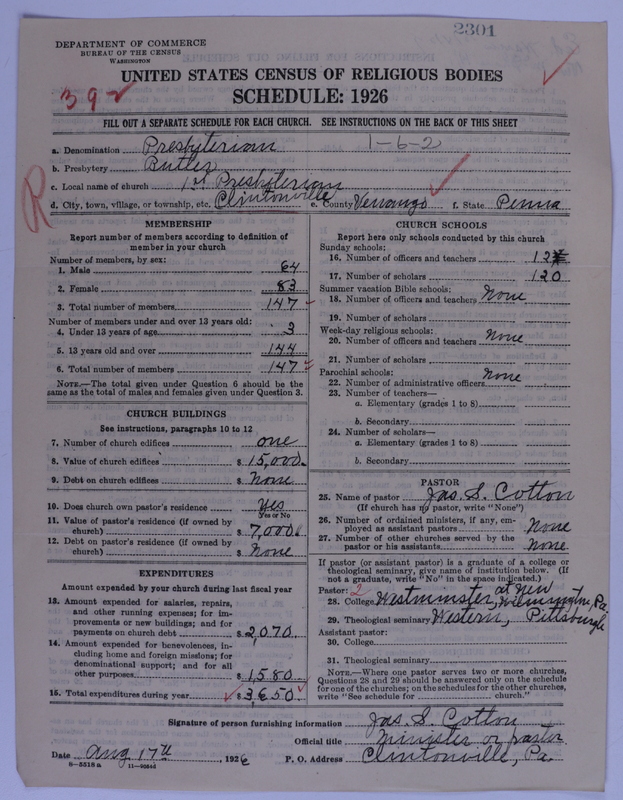 2301
DEPARTMENT OF COMMERCE
BUREAU OF THE CENSUS
WASHINGTON
UNITED STATES CENSUS OF RELIGIOUS BODIES
SCHEDULE: 1926
392
FILL OUT A SEPARATE SCHEDULE FOR EACH CHURCH. SEE INSTRUCTIONS ON THE BACK OF THIS SHEET
a. Denomination Presbyterian 1-6-2
b. Presbytery Butler
c. Local name of church 1st Presbyterian
R
d. City, town, village, or township, etc. Clintonville e. County Venango f. State Penna
MEMBERSHIP
Report number of members according to definition of
member in your church
Number of members, by sex:
1. Male 64
2. Female 83
3. Total number of members 147
Number of members under and over 13 years old:
4. Under 13 years of age 3
5. 13 years old and over 144
6. Total number of members 147
NOTE.—The total given under Question 6 should be the
same as the total of males and females given under Question 3.
CHURCH BUILDINGS
See instructions, paragraphs 10 to 12
7. Number of church edifices one
8. Value of church edifices $ 15,000.
9. Debt on church edifices $ none
10. Does church own pastor's residence Yes
Yes or No
11. Value of pastor's residence (if owned by
church) $ 7,000
12. Debt on pastor's residence (if owned by
church) $ None
EXPENDITURES
Amount expended by your church during last fiscal year
13. Amount expended for salaries, repairs,
and other running expenses; for im-
provements or new buildings; and for
payments on church debt $ 2,070.
14. Amount expended for benevolences, in-
cluding home and foreign missions; for
denominational support; and for all
other purposes $ 1,580
15. Total expenditures during year $ 3,650
CHURCH SCHOOLS
Report here only schools conducted by this church
Sunday schools:
16. Number of officers and teachers 12
17. Number of scholars 120
Summer vacation Bible schools:
18. Number of officers and teachers None
19. Number of scholars
Week-day religious schools:
20. Number of officers and teachers None
21. Number of scholars
Parochial schools:
22. Number of administrative officers None
23. Number of teachers—
a. Elementary (grades 1 to 8)
b. Secondary
24. Number of scholars—
a. Elementary (grades 1 to 8)
b. Secondary
PASTOR
25. Name of pastor Jas. S. Cotton
(If church has no pastor, write "None")
26. Number of ordained ministers, if any, em-
ployed as assistant pastors None
27. Number of other churches served by the
pastor or his assistants None
If pastor (or assistant pastor) is a graduate of a college or
theological seminary, give name of institution below. (If
not a graduate, write "No" in the space indicated.)
Pastor: 2 at New
28. College Westminster, Wilmington, Pa.
29. Theological seminary Western, Pittsburgh
Assistant pastor:
30. College
31. Theological seminary
NOTE.—Where one pastor serves two or more churches,
Questions 28 and 29 should be answered only on the schedule
for one of the churches; on the schedules for the other churches,
write "See schedule for church."
Signature of person furnishing information Jas. S. Cotton
Official title Minister or pastor
Date Aug 17th, 1926 P. O. Address Clintonville, Pa.
8-5518a 11-9054d